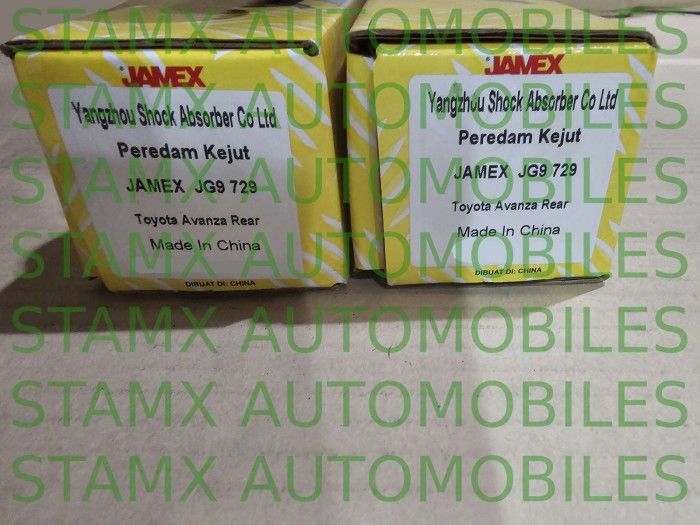 STAMX AUTOMOBILES
JAMEX
Yangzhou Shock Absorber Co Ltd
Peredam Kejut
JAMEX JG9 729
Toyota Avanza Rear
Made In China
DIBUAT DI: CHINA
JAMEX
Yangzhou Shock Absorber Co Ltd
Peredam Kejut
JAMEX JG9 729
Toyota Avanza Rear
Made In China
DIBUAT DI: CHINA
STAMX AUTOMOBILES
STAMX AUTOMOBILES
STAMX AUTOMOBILES
STAMX AUTOMOBILES
STAMX AUTOMOBILES
STAMX AUTOMOBILES
STAMX AUTOMOBILES